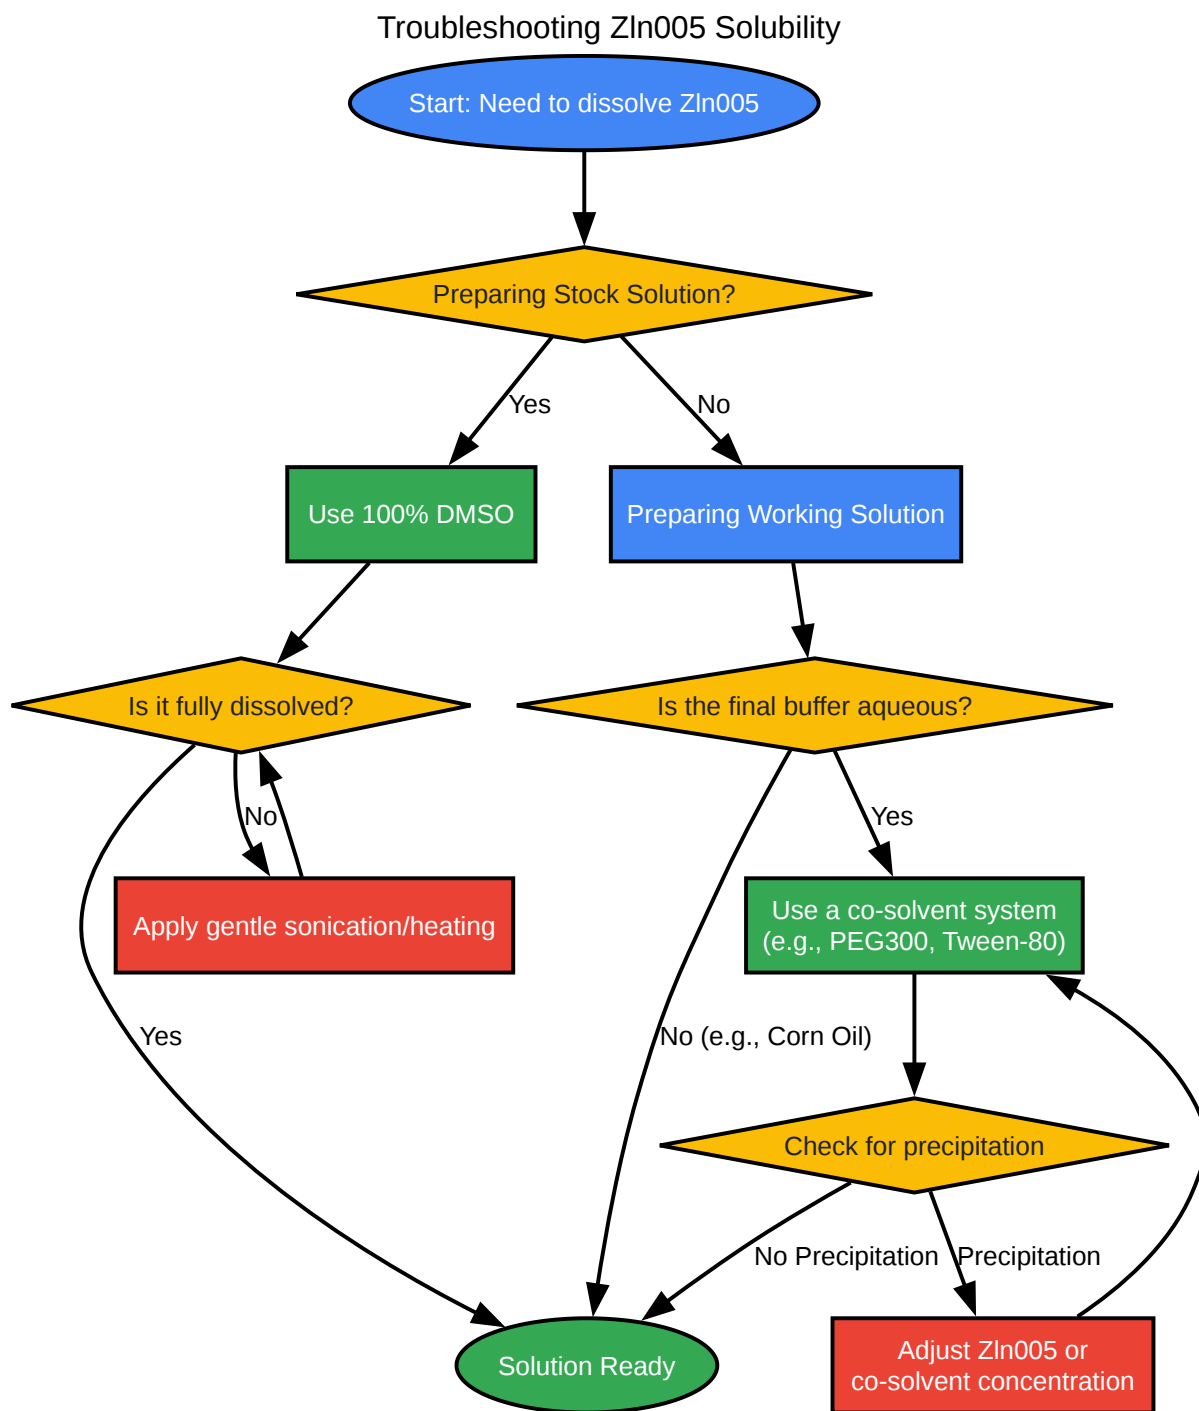 Troubleshooting Zln005 Solubility
Start: Need to dissolve Zln005
Preparing Stock Solution?
Yes
No
Use 100% DMSO
Preparing Working Solution
Is it fully dissolved?
Is the final buffer aqueous?
No
Yes
Apply gentle sonication/heating
Use a co-solvent system
(e.g., PEG300, Tween-80)
Yes
No (e.g., Corn Oil)
Check for precipitation
No Precipitation
Precipitation
Solution Ready
Adjust Zln005 or
co-solvent concentration